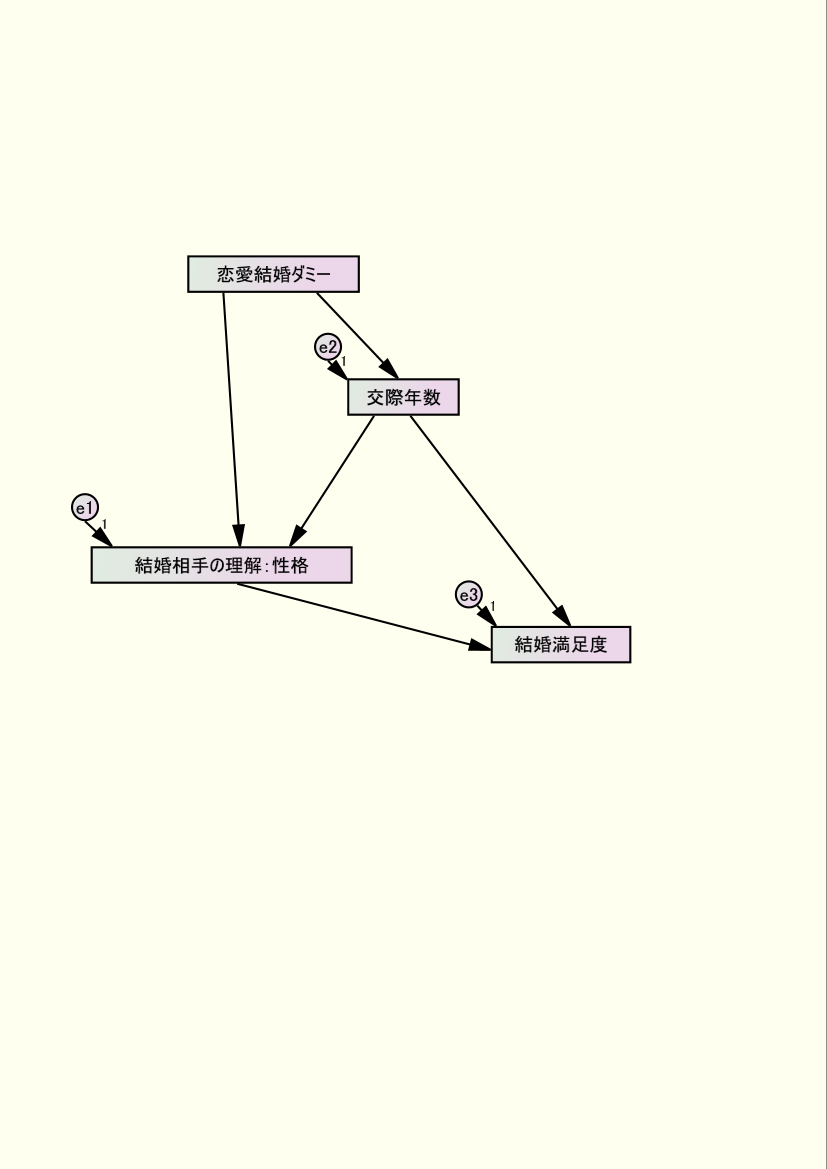 恋愛結婚ダミー
e2
1
交際年数
e1
1
結婚相手の理解：性格
e3
1
結婚満足度